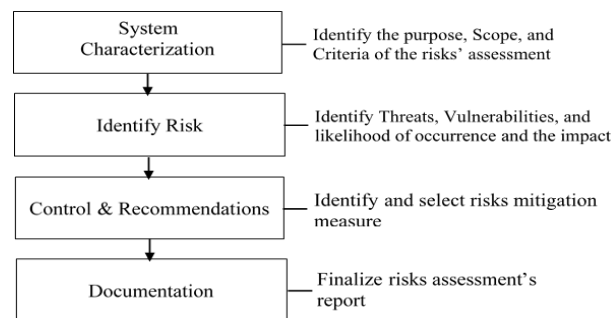 System
Characterization
Identify the purpose, Scope, and
Criteria of the risks' assessment
Identify Risk
Identify Threats, Vulnerabilities, and
likelihood of occurrence and the impact
Control & Recommendations
Identify and select risks mitigation
measure
Documentation
Finalize risks assessment's
report